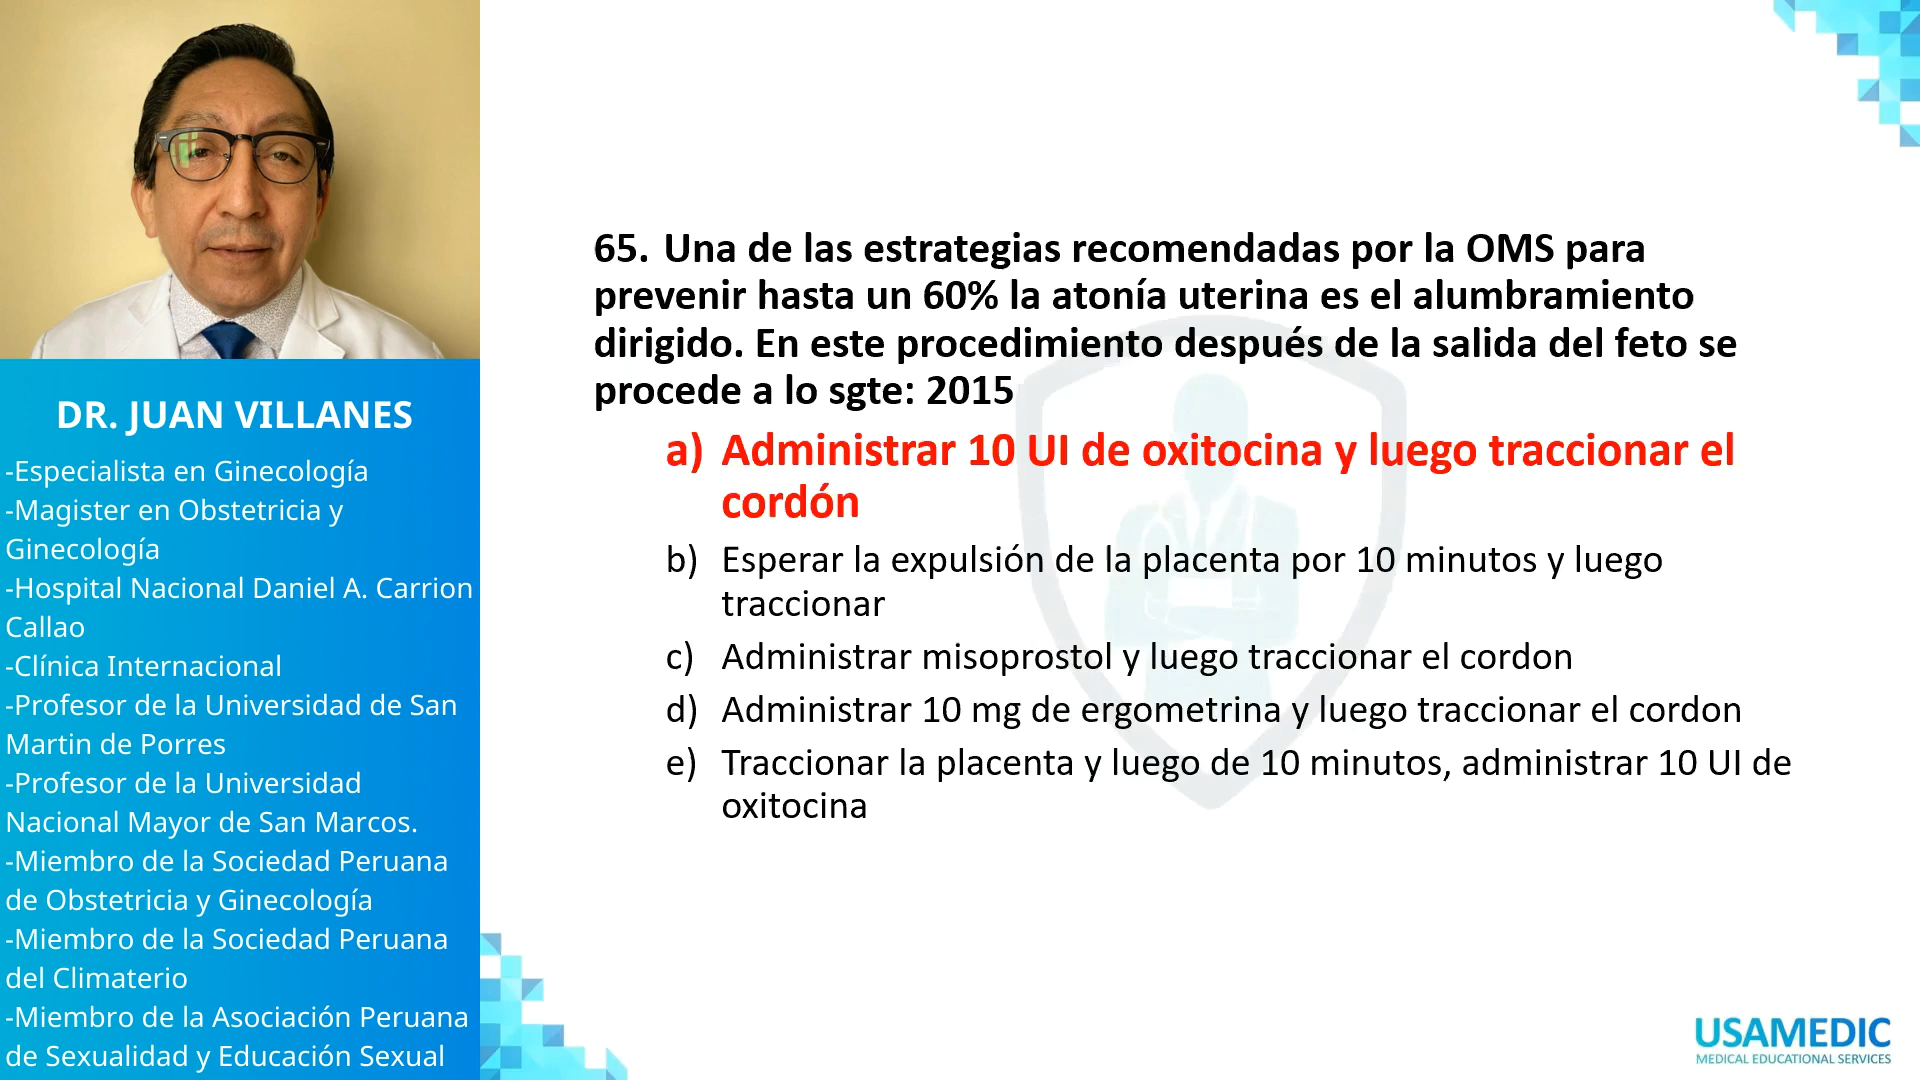 DR. JUAN VILLANES
-Especialista en Ginecología
-Magister en Obstetricia y
Ginecología
-Hospital Nacional Daniel A. Carrion
Callao
-Clínica Internacional
-Profesor de la Universidad de San
Martin de Porres
-Profesor de la Universidad
Nacional Mayor de San Marcos.
-Miembro de la Sociedad Peruana
de Obstetricia y Ginecología
-Miembro de la Sociedad Peruana
del Climaterio
-Miembro de la Asociación Peruana
de Sexualidad y Educación Sexual
65. Una de las estrategias recomendadas por la OMS para
prevenir hasta un 60% la atonía uterina es el alumbramiento
dirigido. En este procedimiento después de la salida del feto se
procede a lo sgte: 2015
a) Administrar 10 UI de oxitocina y luego traccionar el
cordón
b) Esperar la expulsión de la placenta por 10 minutos y luego
traccionar
c) Administrar misoprostol y luego traccionar el cordon
d) Administrar 10 mg de ergometrina y luego traccionar el cordon
e) Traccionar la placenta y luego de 10 minutos, administrar 10 UI de
oxitocina
USAMEDIC
MEDICAL EDUCATIONAL SERVICES